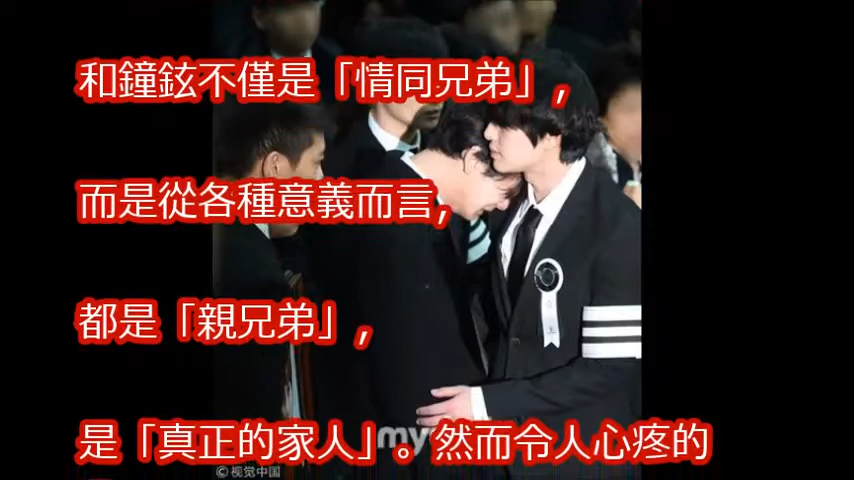 和鐘鉉不僅是「情同兄弟」,
而是從各種意義而言,
都是「親兄弟」,
是「真正的家人」。然而令人心疼的
my
©视觉中国